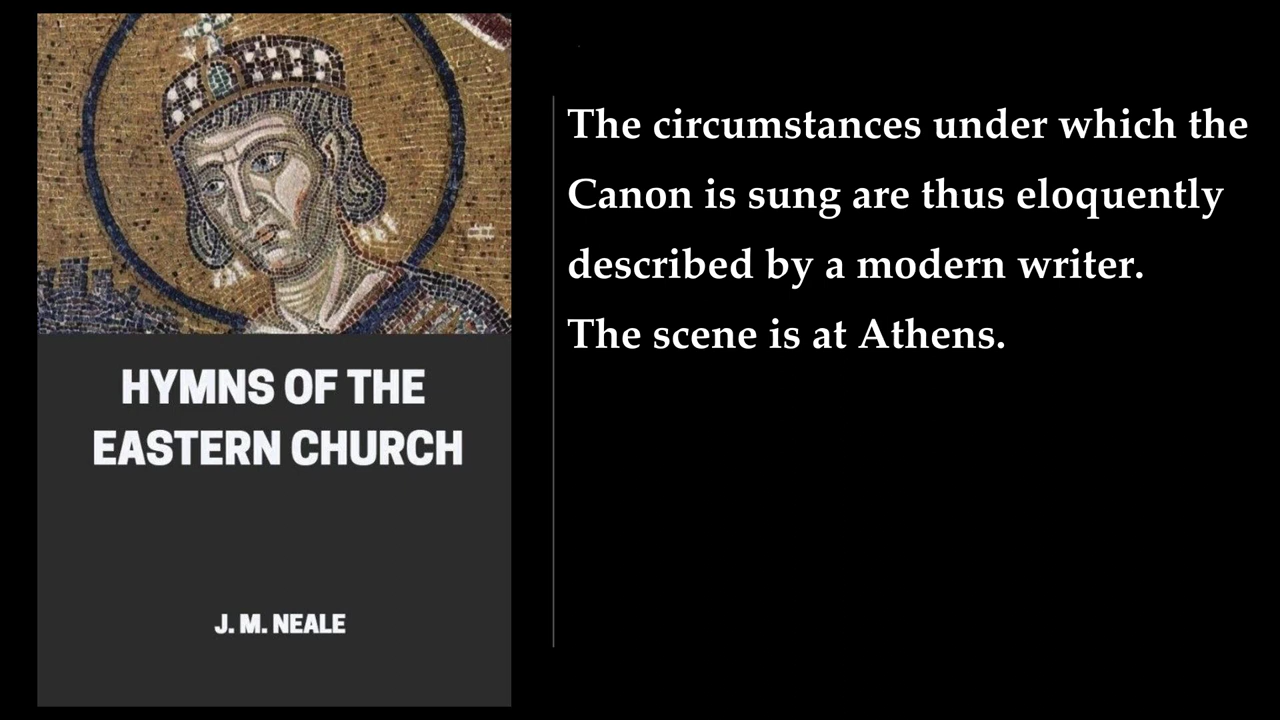 HYMNS OF THE
EASTERN CHURCH
J. M. NEALE
The circumstances under which the
Canon is sung are thus eloquently
described by a modern writer.
The scene is at Athens.